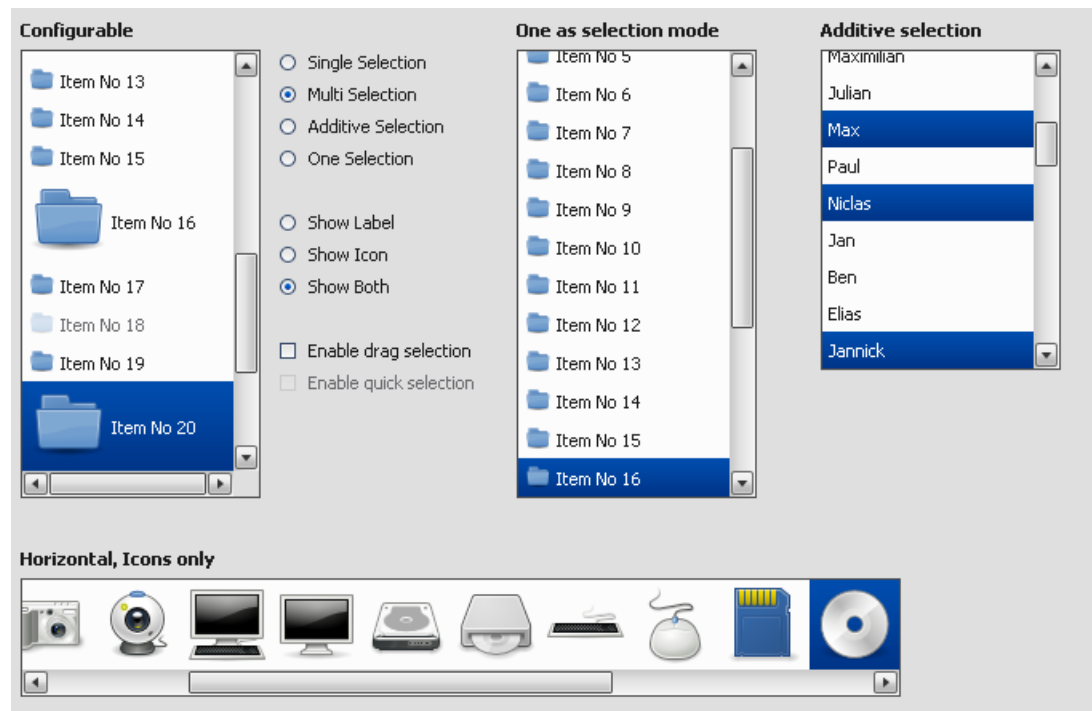 Configurable
Item No 13
Item No 14
Item No 15
Item No 16
Item No 17
Item No 18
Item No 19
Item No 20
Single Selection
Multi Selection
Additive Selection
One Selection
Show Label
Show Icon
Show Both
Enable drag selection
Enable quick selection
One as selection mode
Item No 5
Item No 6
Item No 7
Item No 8
Item No 9
Item No 10
Item No 11
Item No 12
Item No 13
Item No 14
Item No 15
Item No 16
Additive selection
Maximilian
Julian
Max
Paul
Niclas
Jan
Ben
Elias
Jannick
Horizontal, Icons only